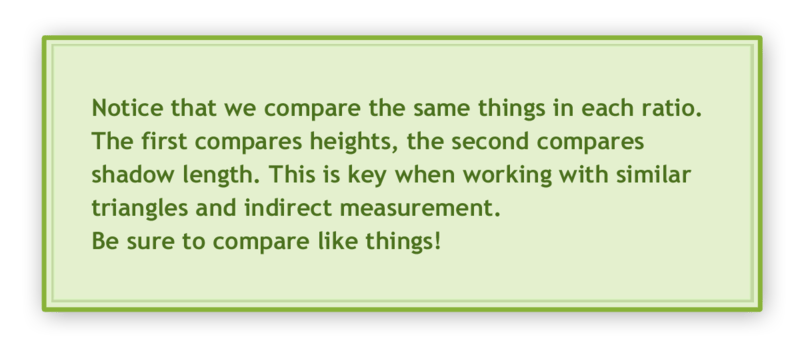 Notice that we compare the same things in each ratio.
The first compares heights, the second compares
shadow length. This is key when working with similar
triangles and indirect measurement.
Be sure to compare like things!